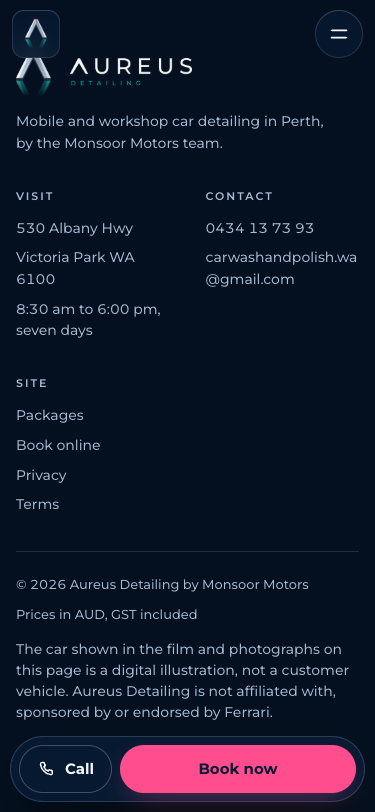 AUREUS
DETAILING
Mobile and workshop car detailing in Perth,
by the Monsoor Motors team.
VISIT
530 Albany Hwy
Victoria Park WA
6100
8:30 am to 6:00 pm,
seven days
CONTACT
0434 13 73 93
carwashandpolish.wa
@gmail.com
SITE
Packages
Book online
Privacy
Terms
© 2026 Aureus Detailing by Monsoor Motors
Prices in AUD, GST included
The car shown in the film and photographs on
this page is a digital illustration, not a customer
vehicle. Aureus Detailing is not affiliated with,
sponsored by or endorsed by Ferrari.
Call
Book now